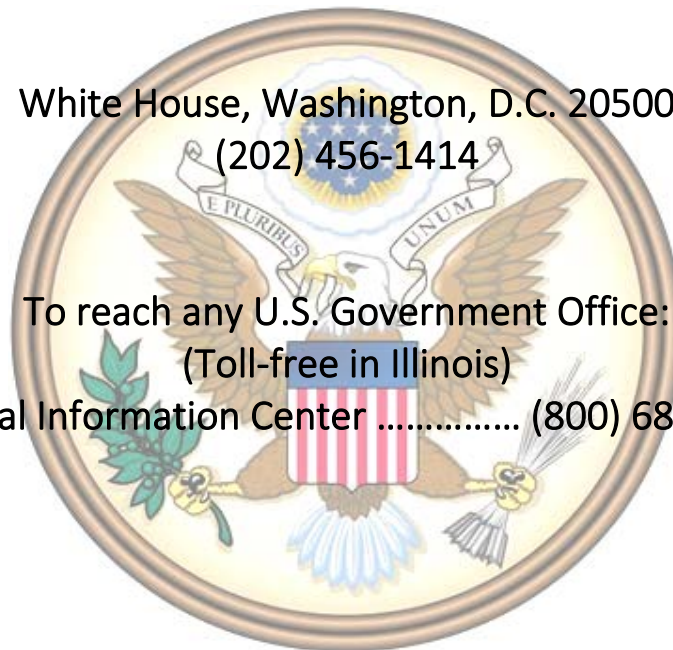 White House, Washington, D.C. 20500
(202) 456-1414
E PLURIBUS
UNUM
To reach any U.S. Government Office:
(Toll-free in Illinois)
al Information Center ............... (800) 68